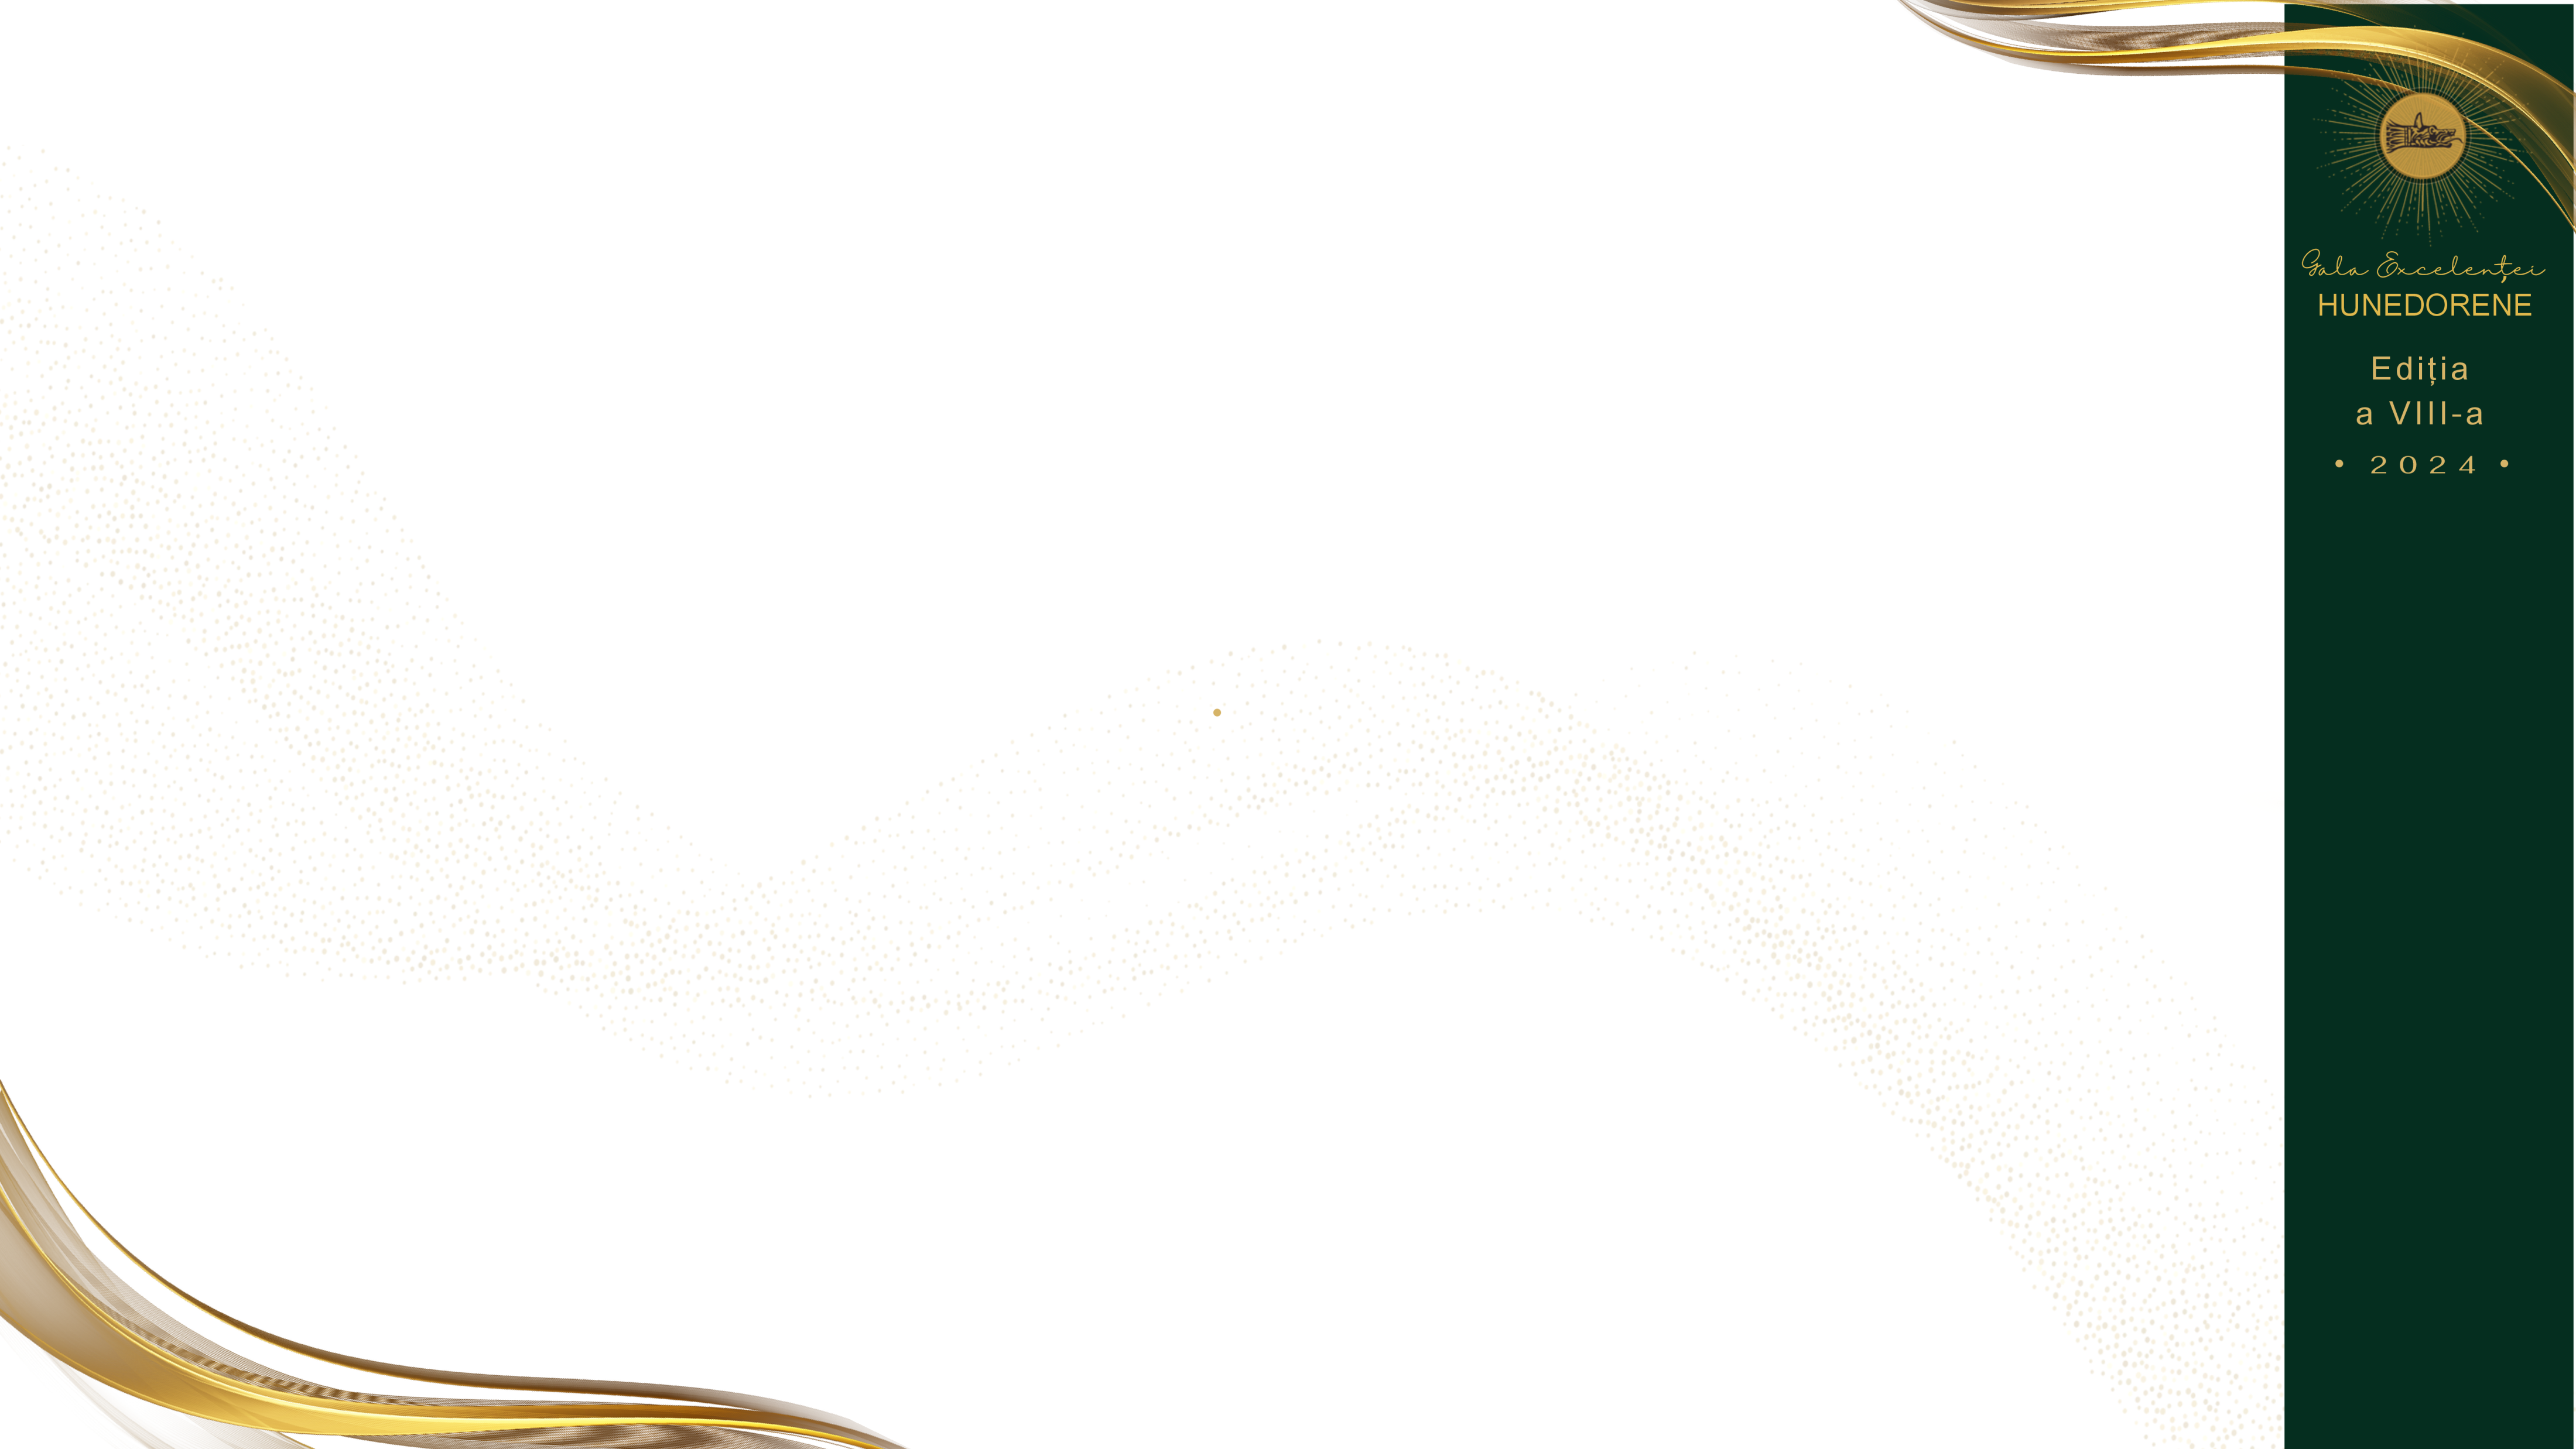 Gala Excelenței
HUNEDORENE
Ediția
a VIII-a
• 2024 •